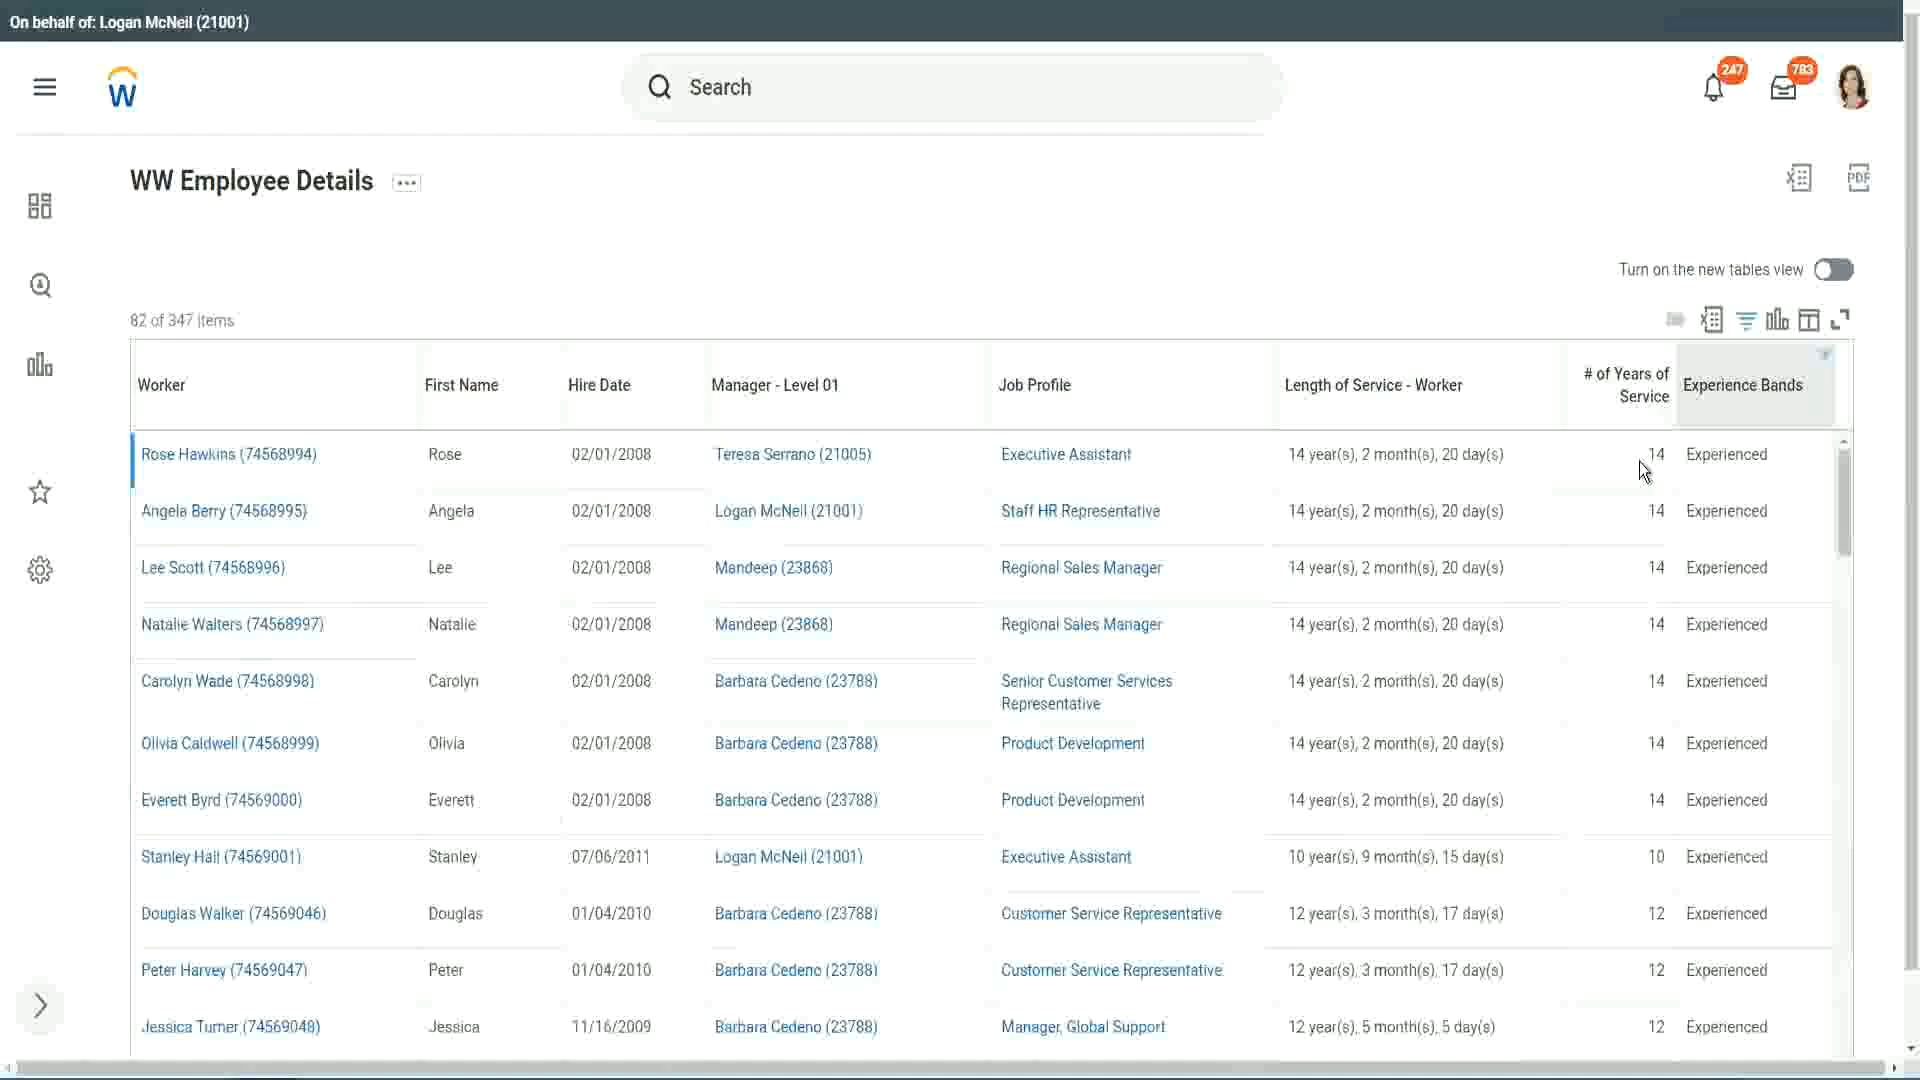 On behalf of: Logan McNeil (21001)
W
Search
247
783
WW Employee Details
PDF
Turn on the new tables view
82 of 347 items
Worker First Name Hire Date Manager - Level 01 Job Profile Length of Service - Worker # of Years of Service Experience Bands
Rose Hawkins (74568994) Rose 02/01/2008 Teresa Serrano (21005) Executive Assistant 14 year(s), 2 month(s), 20 day(s) 14 Experienced
Angela Berry (74568995) Angela 02/01/2008 Logan McNeil (21001) Staff HR Representative 14 year(s), 2 month(s), 20 day(s) 14 Experienced
Lee Scott (74568996) Lee 02/01/2008 Mandeep (23868) Regional Sales Manager 14 year(s), 2 month(s), 20 day(s) 14 Experienced
Natalie Walters (74568997) Natalie 02/01/2008 Mandeep (23868) Regional Sales Manager 14 year(s), 2 month(s), 20 day(s) 14 Experienced
Carolyn Wade (74568998) Carolyn 02/01/2008 Barbara Cedeno (23788) Senior Customer Services 14 year(s), 2 month(s), 20 day(s) 14 Experienced
Representative
Olivia Caldwell (74568999) Olivia 02/01/2008 Barbara Cedeno (23788) Product Development 14 year(s), 2 month(s), 20 day(s) 14 Experienced
Everett Byrd (74569000) Everett 02/01/2008 Barbara Cedeno (23788) Product Development 14 year(s), 2 month(s), 20 day(s) 14 Experienced
Stanley Hall (74569001) Stanley 07/06/2011 Logan McNeil (21001) Executive Assistant 10 year(s), 9 month(s), 15 day(s) 10 Experienced
Douglas Walker (74569046) Douglas 01/04/2010 Barbara Cedeno (23788) Customer Service Representative 12 year(s), 3 month(s), 17 day(s) 12 Experienced
Peter Harvey (74569047) Peter 01/04/2010 Barbara Cedeno (23788) Customer Service Representative 12 year(s), 3 month(s), 17 day(s) 12 Experienced
Jessica Turner (74569048) Jessica 11/16/2009 Barbara Cedeno (23788) Manager, Global Support 12 year(s), 5 month(s), 5 day(s) 12 Experienced